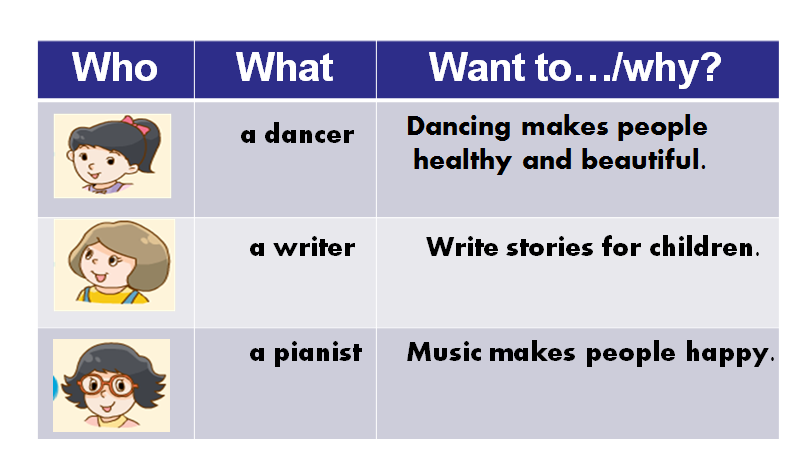 Who What Want to…/why?
a dancer Dancing makes people
healthy and beautiful.
a writer Write stories for children.
a pianist Music makes people happy.